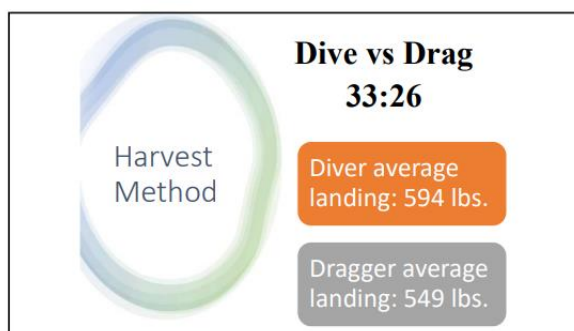 Dive vs Drag
33:26
Harvest
Method
Diver average
landing: 594 lbs.
Dragger average
landing: 549 lbs.